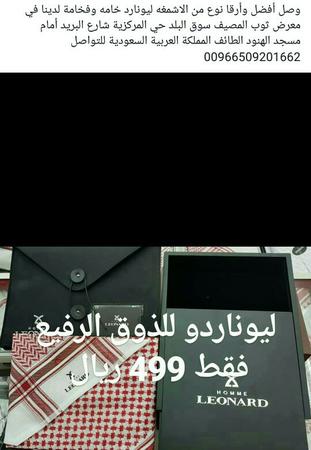 وصل أفضل وأرقا نوع من الاشمغه ليونارد خامه وفخامة لدينا في
معرض ثوب المصيف سوق البلد حي المركزية شارع البريد أمام
مسجد الهنود الطائف المملكة العربية السعودية للتواصل
00966509201662
LEONARD
ليوناردو للذوق الرفيع
فقط 499 ريال
HOMME
LEONARD